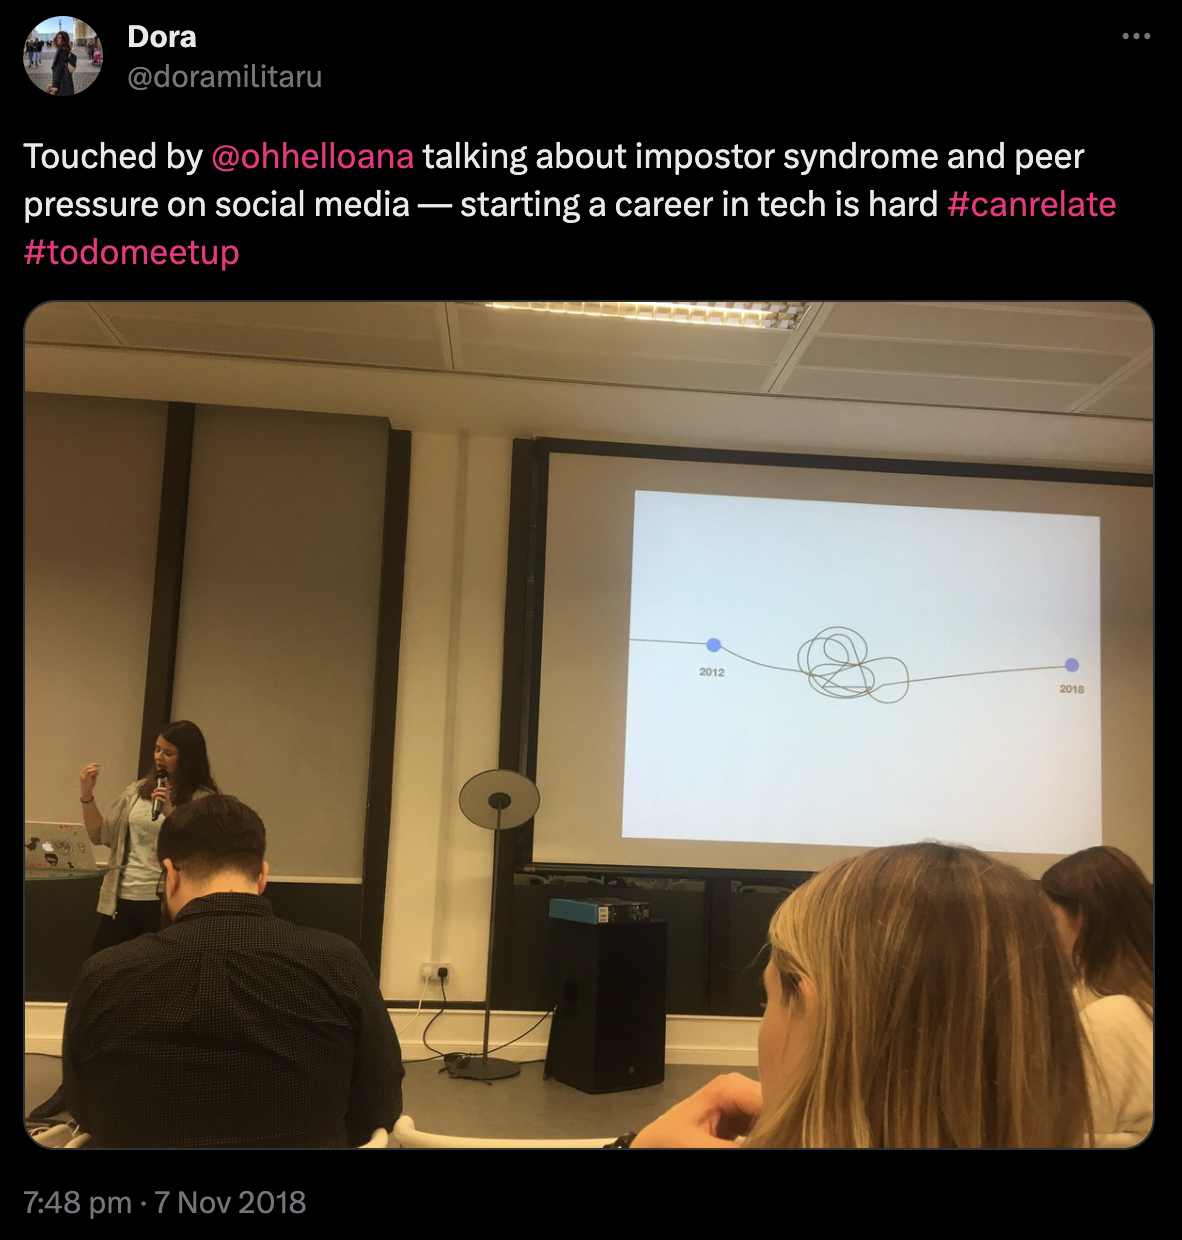 Dora
@doramilitaru
Touched by @ohhelloana talking about impostor syndrome and peer
pressure on social media — starting a career in tech is hard #canrelate
#todomeetup
2012
2018
7:48 pm · 7 Nov 2018